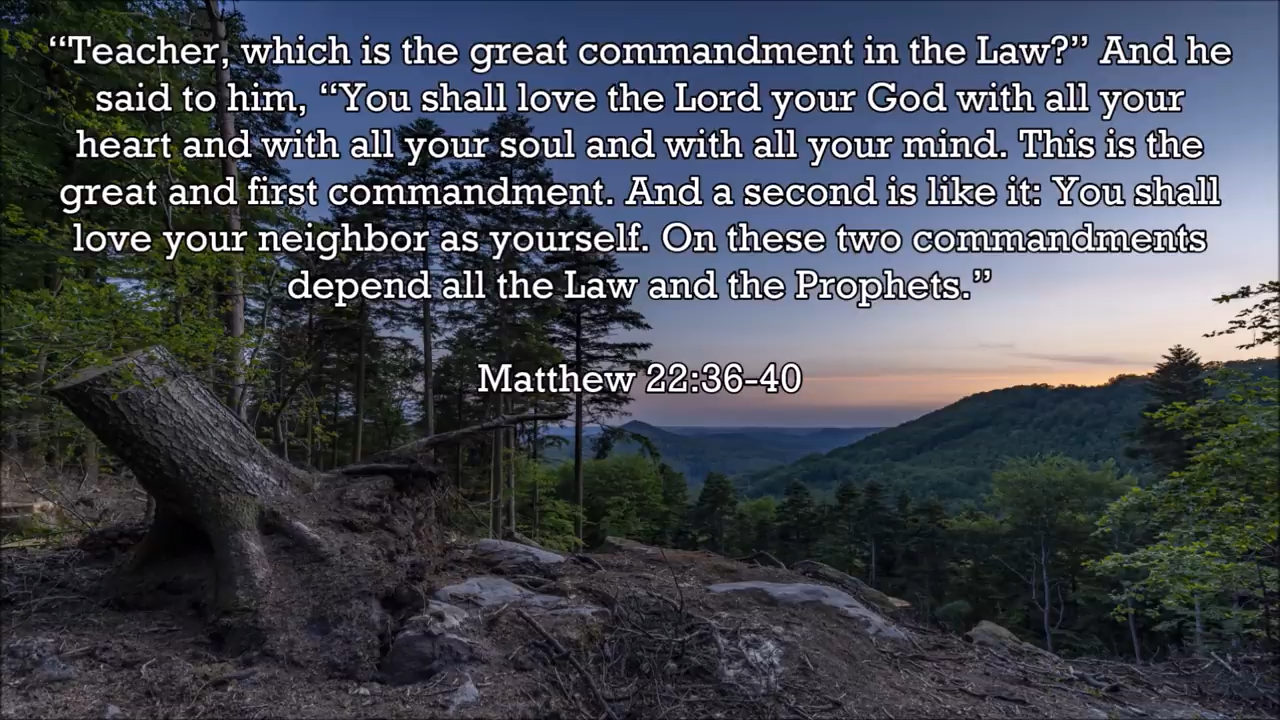 “Teacher, which is the great commandment in the Law?” And he
said to him, “You shall love the Lord your God with all your
heart and with all your soul and with all your mind. This is the
great and first commandment. And a second is like it: You shall
love your neighbor as yourself. On these two commandments
depend all the Law and the Prophets.”
Matthew 22:36-40